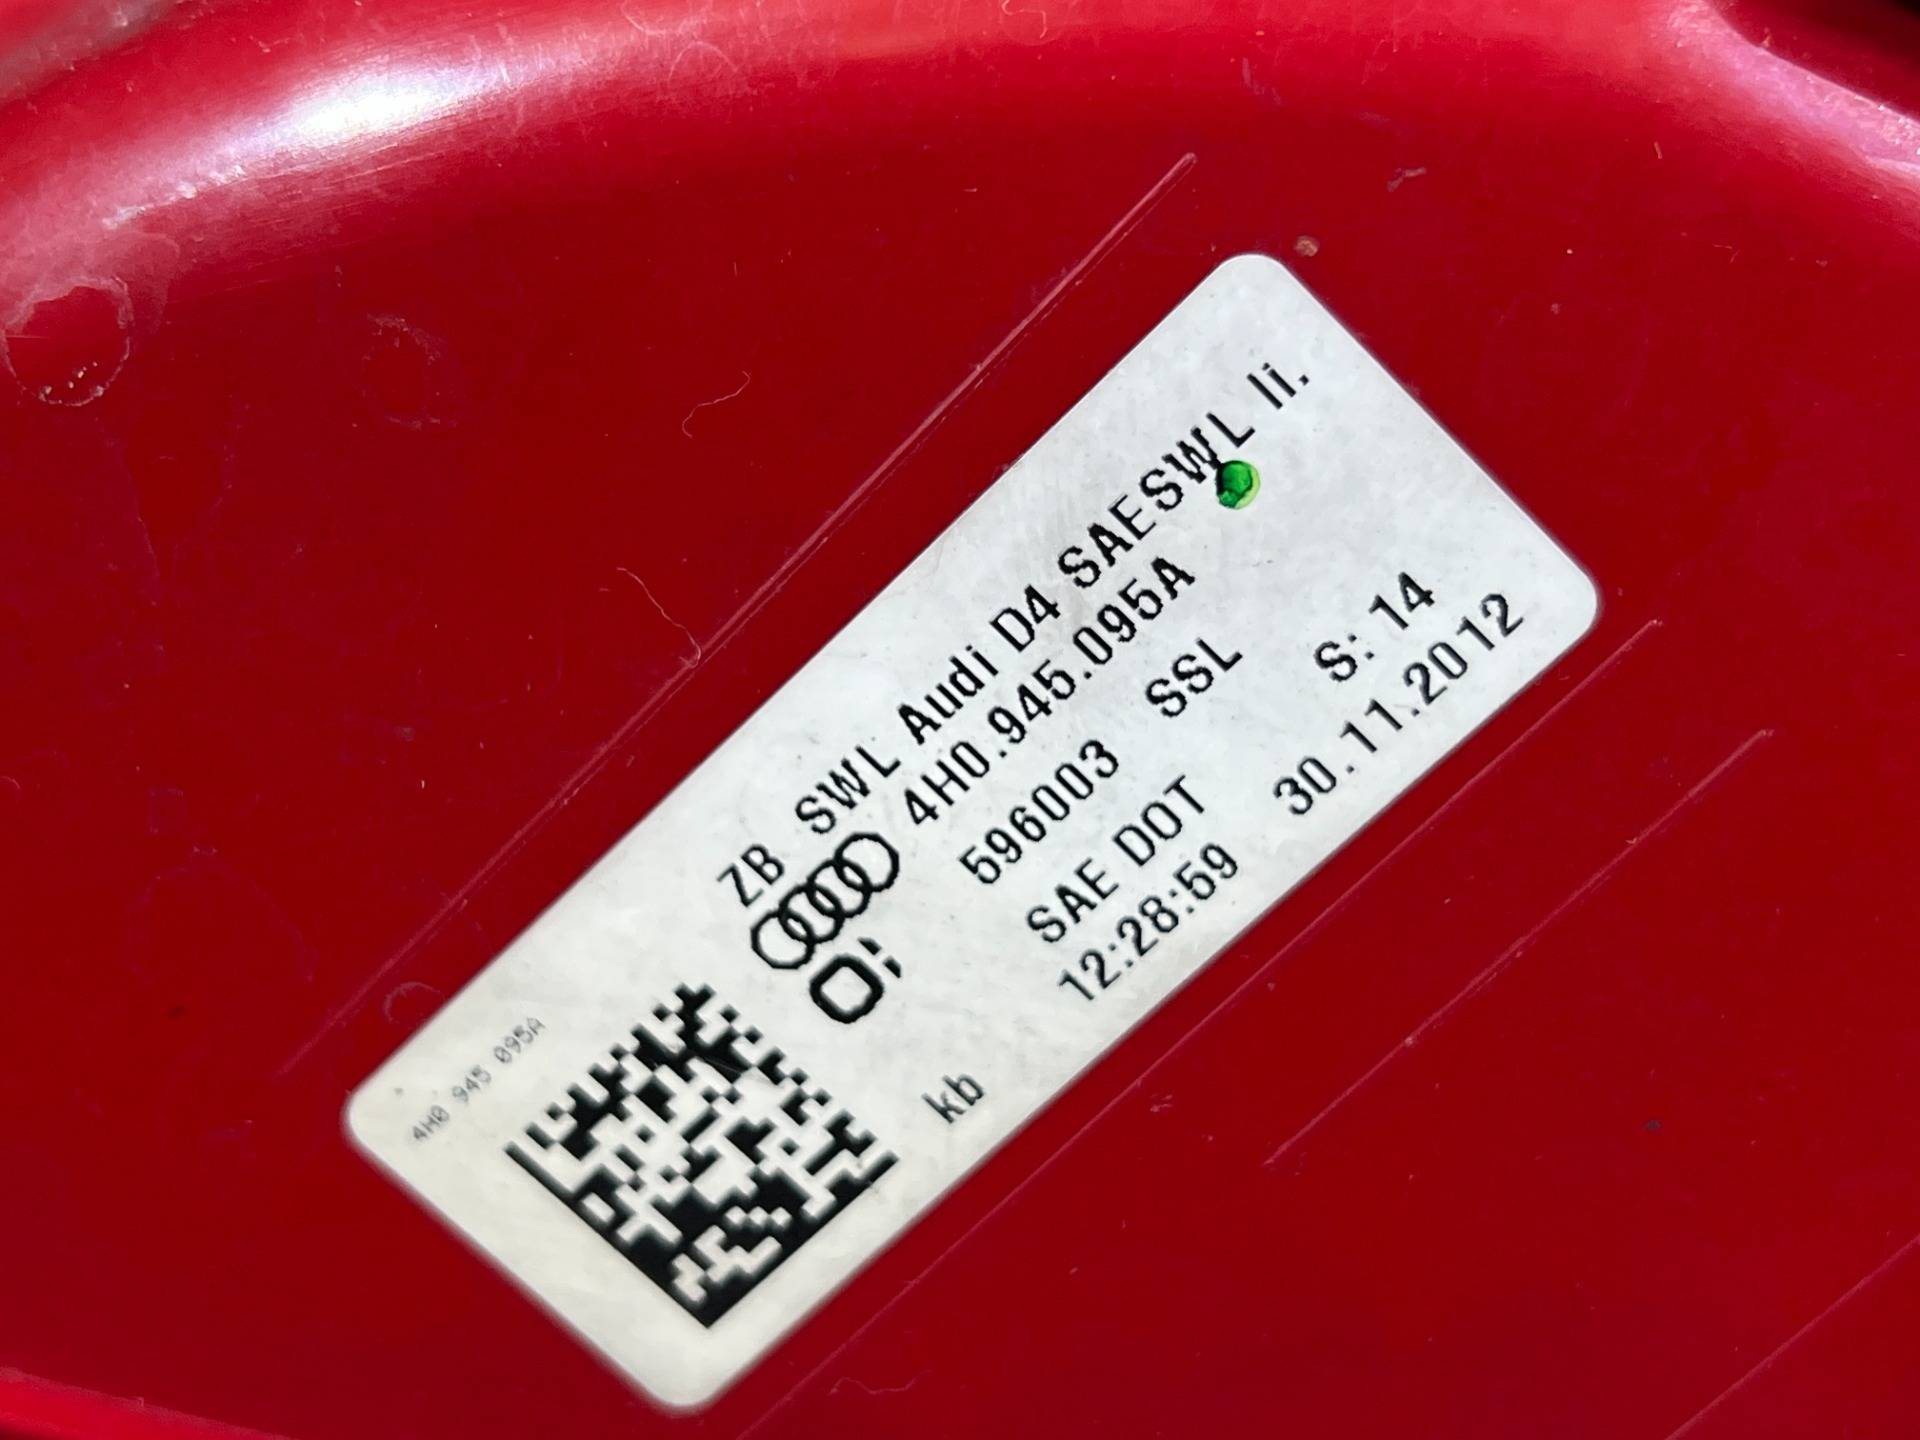 ZB SWL Audi D4 SAESWL li.
4H0.945.095A
596003 SSL
SAE DOT S: 14
12:28:59 30.11.2012
kb
4H0 945 095A